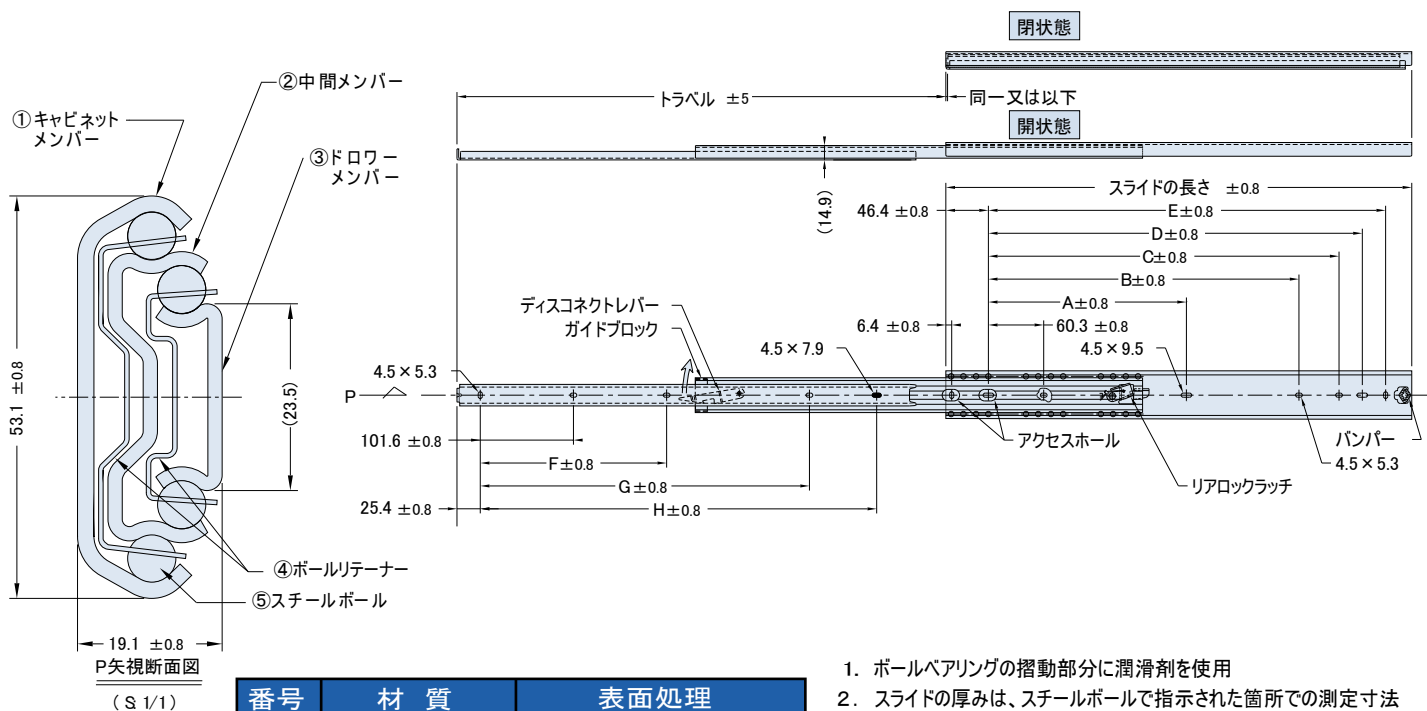 閉状態
②中間メンバー
①キャビネット
メンバー
トラベル ±5
同一又は以下
開状態
③ドロワー
メンバー
(14.9)
スライドの長さ ±0.8
46.4 ±0.8
E±0.8
D±0.8
C±0.8
B±0.8
A±0.8
ディスコネクトレバー
ガイドブロック
6.4 ±0.8
60.3 ±0.8
4.5×7.9
4.5×9.5
4.5×5.3
P
53.1 ±0.8
(23.5)
101.6 ±0.8
アクセスホール
バンパー
4.5×5.3
F±0.8
リアロックラッチ
G±0.8
25.4 ±0.8
H±0.8
④ボールリテーナー
⑤スチールボール
19.1 ±0.8
P矢視断面図
(S 1/1)
番号 材 質 表面処理
1. ボールベアリングの摺動部分に潤滑剤を使用
2. スライドの厚みは、スチールボールで指示された箇所での測定寸法